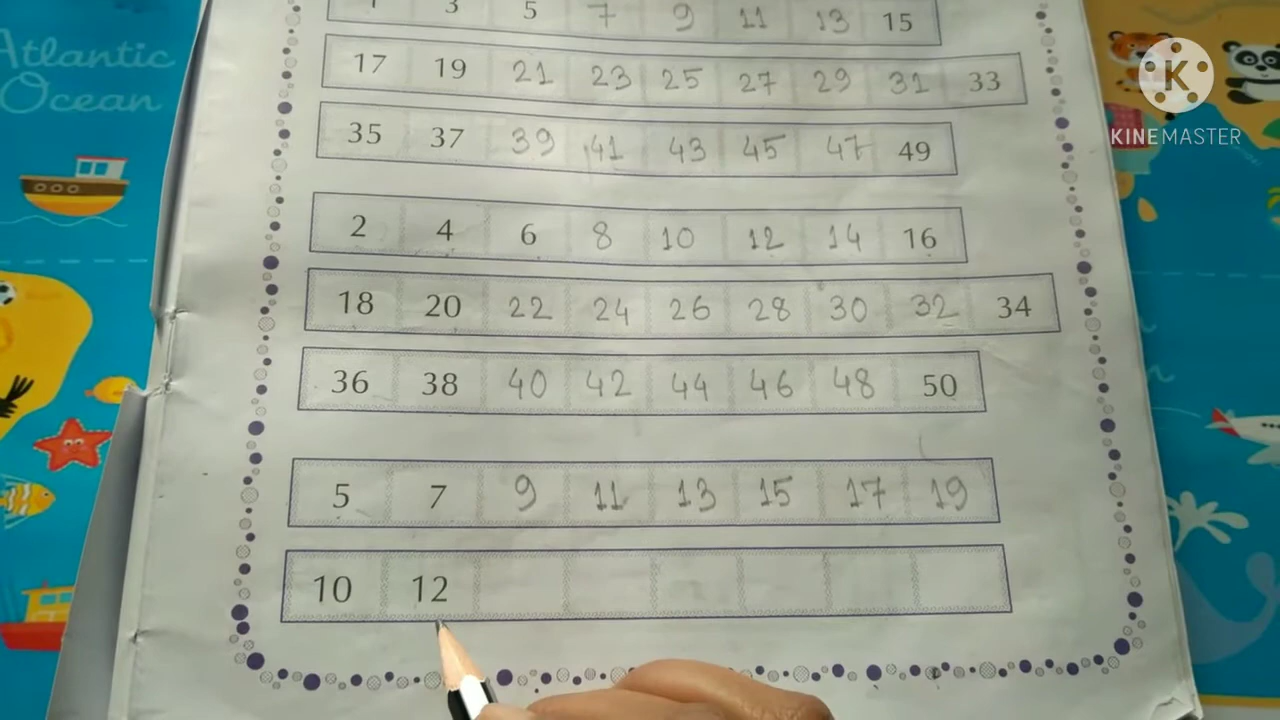 1 3 5 7 9 11 13 15
17 19 21 23 25 27 29 31 33
35 37 39 41 43 45 47 49
2 4 6 8 10 12 14 16
18 20 22 24 26 28 30 32 34
36 38 40 42 44 46 48 50
5 7 9 11 13 15 17 19
10 12
Atlantic
Ocean
KINEMASTER